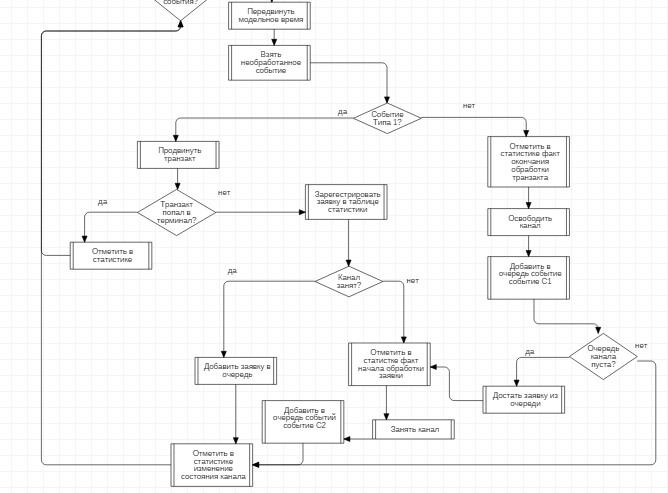 события?
Передвинуть
модельное время
Взять
необработанное
событие
да
Событие
Типа 1?
нет
Продвинуть
транзакт
Отметить в
статистике факт
окончания
обработки
транзакта
да
Транзакт
попал в
терминал?
нет
Зарегестрировать
заявку в таблице
статистики
Освободить
канал
Отметить в
статистике
Добавить в
очередь событие
событие С1
да
Канал
занят?
нет
Очередь
канала
пуста?
нет
да
Добавить заявку в
очередь
Отметить в
статистке факт
начала обработки
заявки
Достать заявку из
очереди
Добавить в
очередь событий
событие С2
Занять канал
Отметить в
статистике
изменение
состояния канала